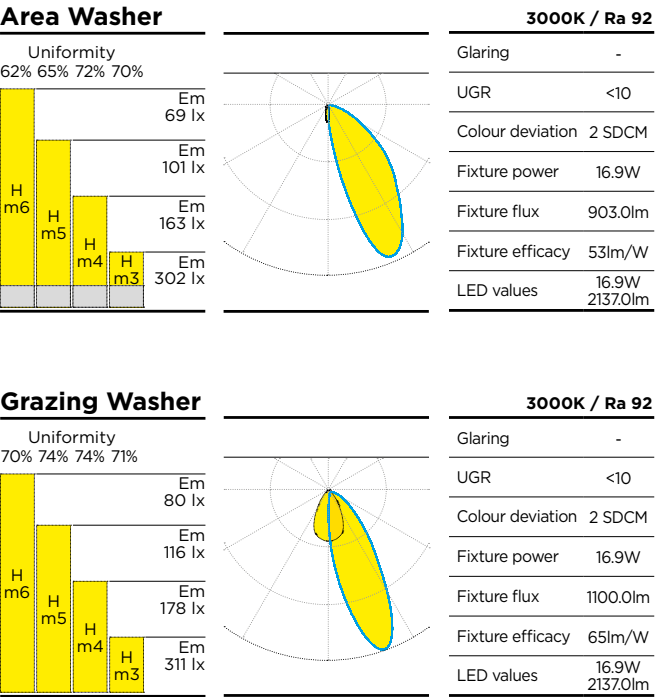 Area Washer
3000K / Ra 92
Uniformity
62% 65% 72% 70%
Em
69 lx
Em
101 lx
Em
163 lx
Em
302 lx
H
m6
H
m5
H
m4
H
m3
Glaring -
UGR <10
Colour deviation 2 SDCM
Fixture power 16.9W
Fixture flux 903.0lm
Fixture efficacy 53lm/W
LED values 16.9W
2137.0lm
Grazing Washer
3000K / Ra 92
Uniformity
70% 74% 74% 71%
Em
80 lx
Em
116 lx
Em
178 lx
Em
311 lx
H
m6
H
m5
H
m4
H
m3
Glaring -
UGR <10
Colour deviation 2 SDCM
Fixture power 16.9W
Fixture flux 1100.0lm
Fixture efficacy 65lm/W
LED values 16.9W
2137.0lm